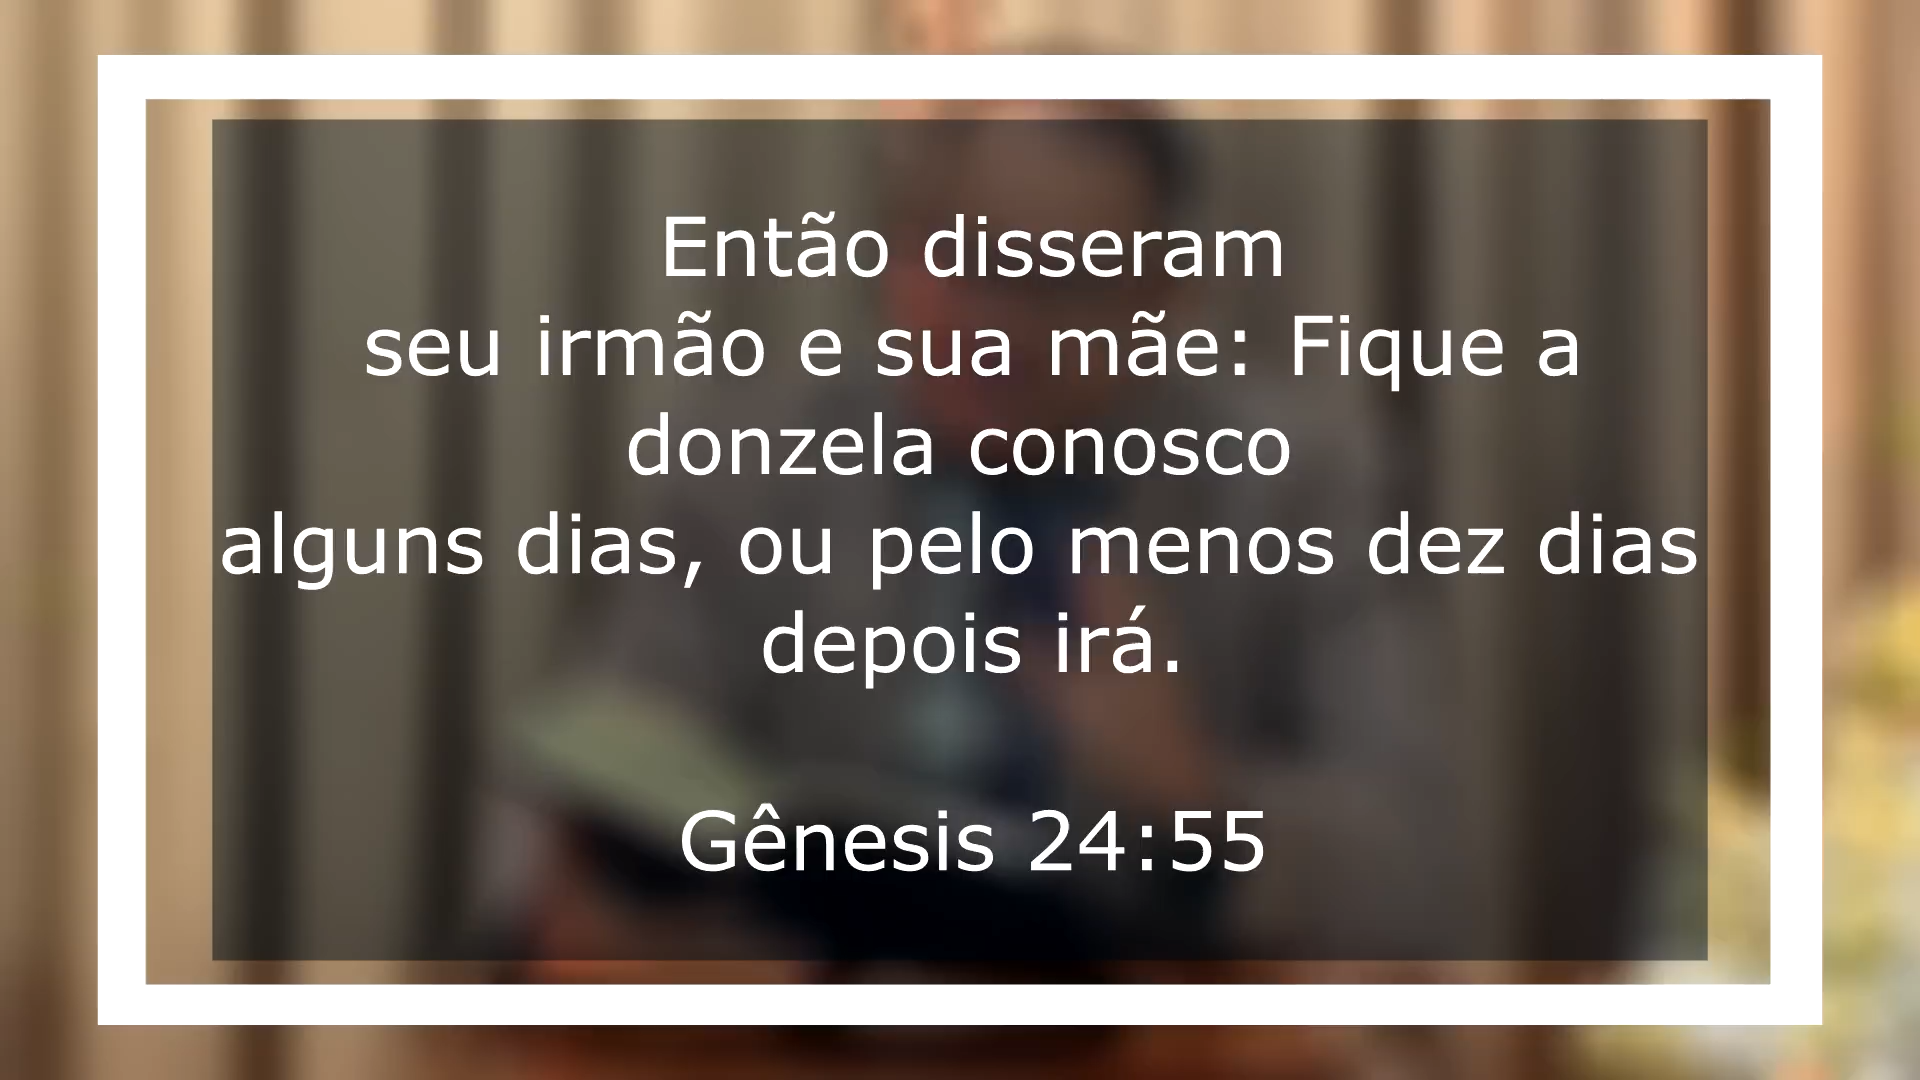 Então disseram
seu irmão e sua mãe: Fique a
donzela conosco
alguns dias, ou pelo menos dez dias
depois irá.
Gênesis 24:55